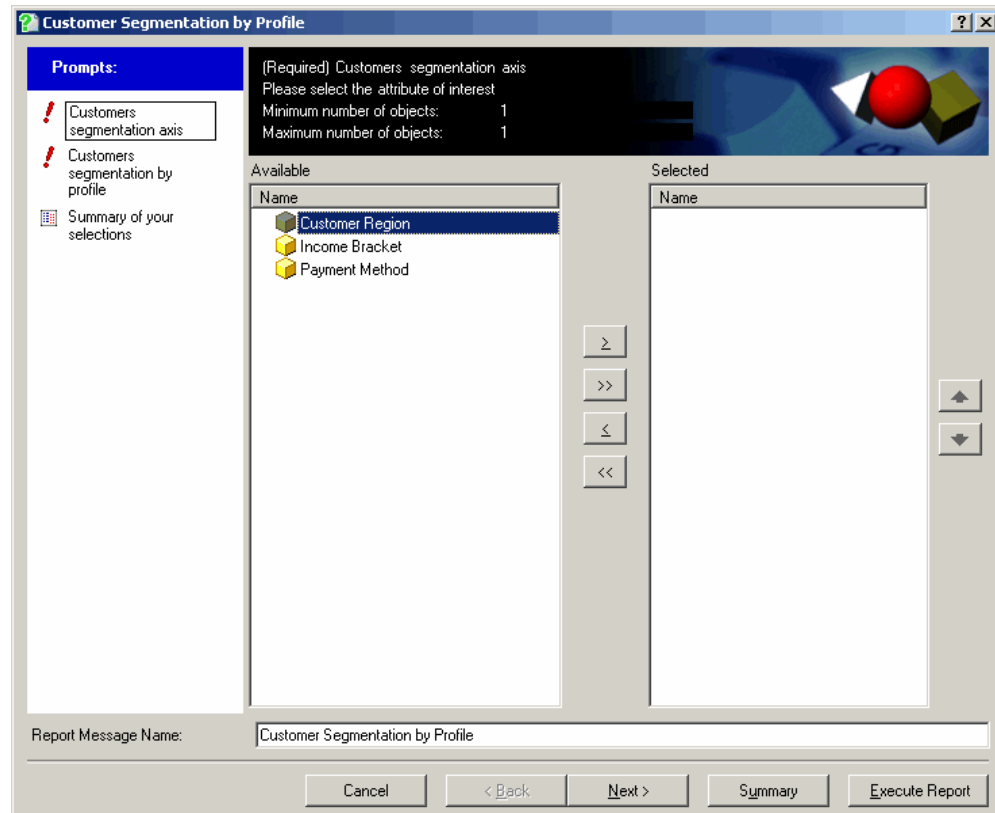 Customer Segmentation by Profile
Prompts:
Customers
segmentation axis
Customers
segmentation by
profile
Summary of your
selections
(Required) Customers segmentation axis
Please select the attribute of interest
Minimum number of objects: 1
Maximum number of objects: 1
Available
Name
Customer Region
Income Bracket
Payment Method
>
>>
<
<<
Selected
Name
Report Message Name: Customer Segmentation by Profile
Cancel < Back Next > Summary Execute Report